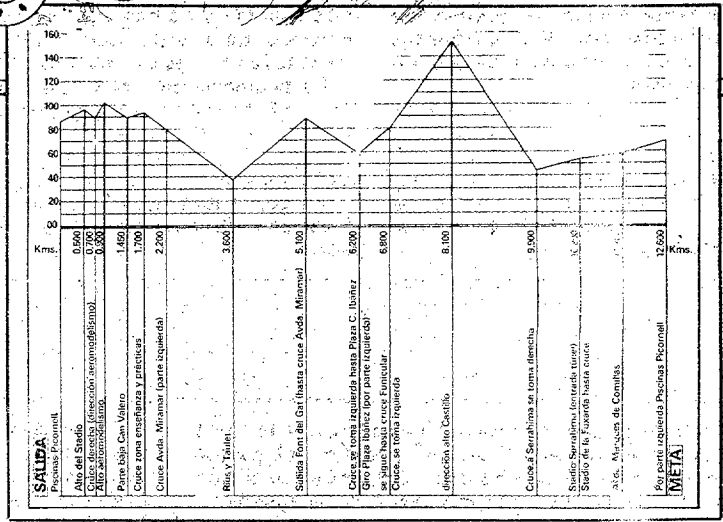 160
140
120
100
80
60
40
20
00
Kms.
0,500
0,700
0,900
1,450
1,700
2,200
3,600
5,100
6,200
6,800
8,100
9,900
12,600
Kms.
SALIDA
Piscinas Picornell
Alto del Stadio
Cruce derecha (dirección aeromodelismo)
Alto aeromodelismo
Parte baja Can Valero
Cruce zona enseñanza y prácticas
Cruce Avda. Miramar (parte izquierda)
Rius y Taulet
Subida Font del Gat (hasta cruce Avda. Miramar)
Cruce, se toma izquierda hasta Plaza C. Ibáñez
Giro Plaza Ibáñez (por parte izquierda)
se sigue hasta cruce Funicular
Cruce, se toma izquierda
dirección alto Castillo
Cruce a Serrahima se toma derecha
Stadio Serrahima (entrada túnel)
Stadio de la Fuxarda hasta cruce
Marqués de Comillas
Por parte izquierda Piscinas Picornell
META